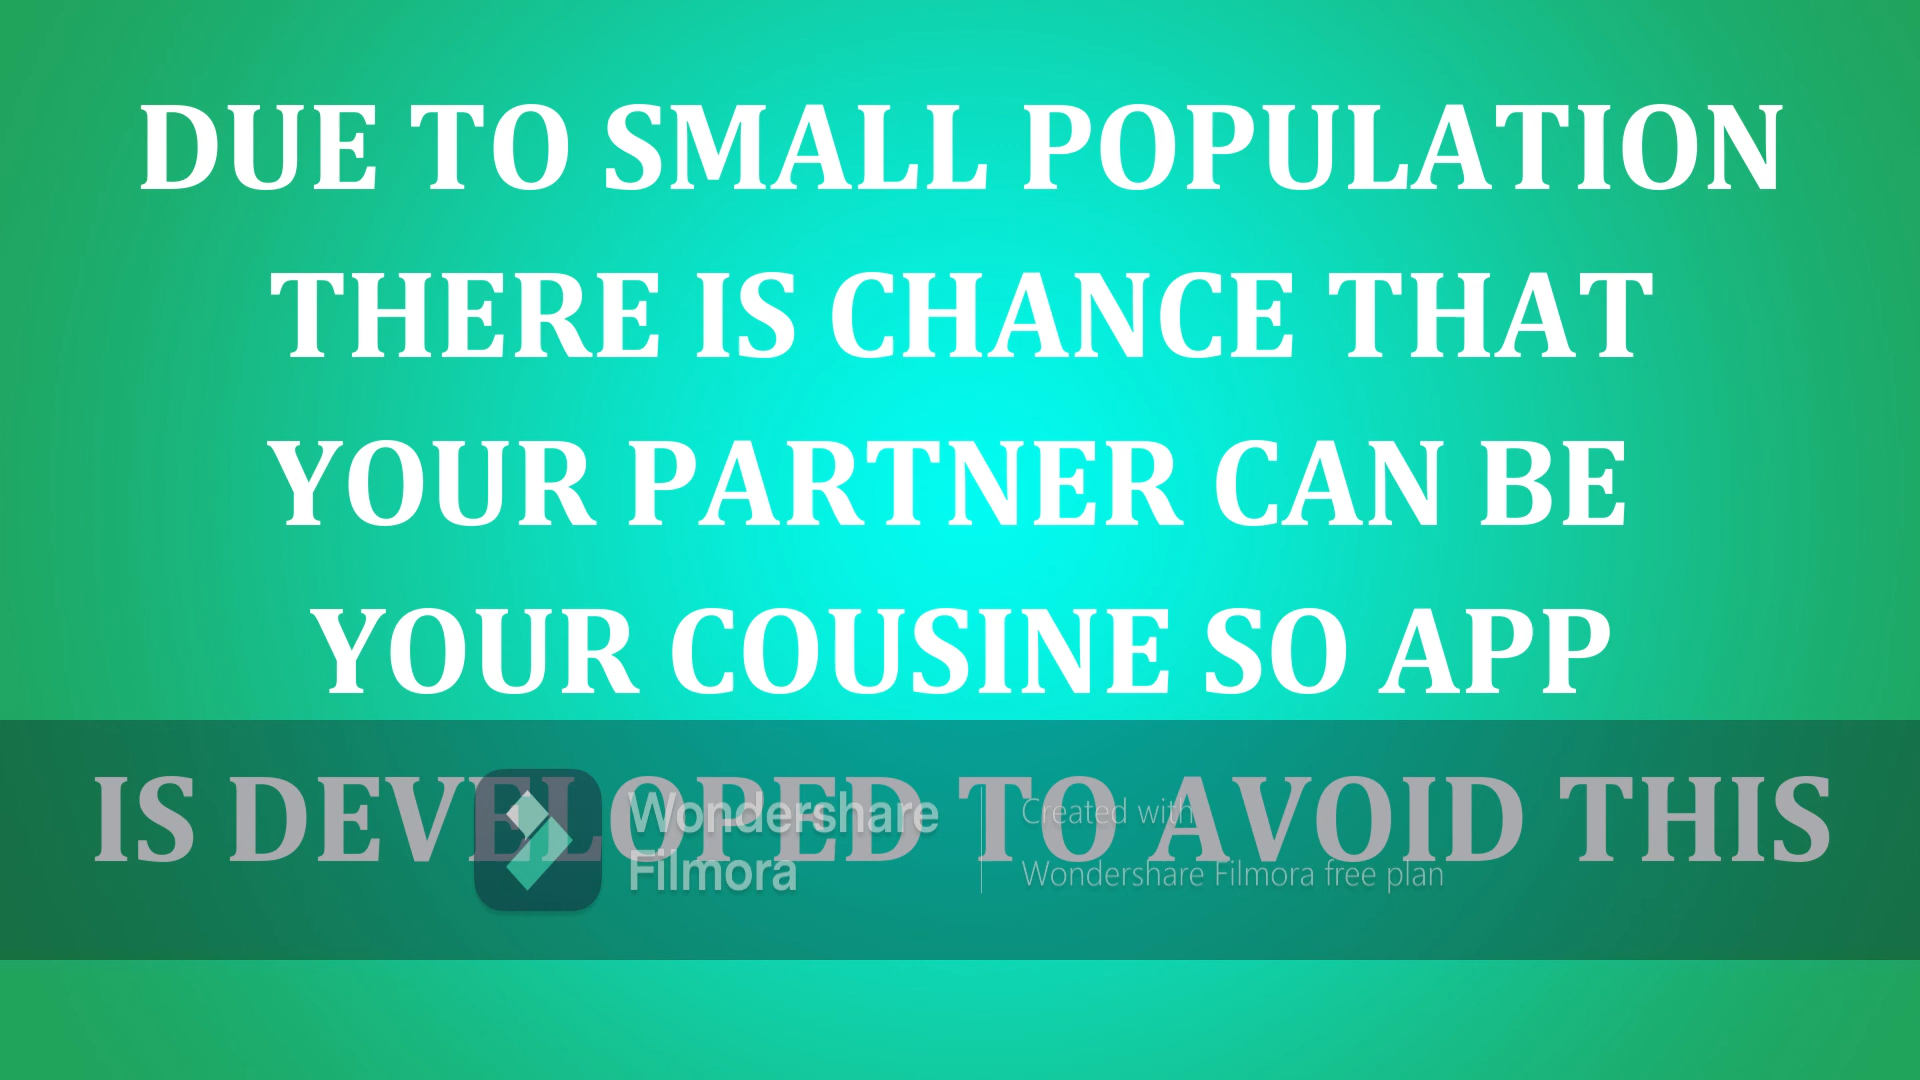 DUE TO SMALL POPULATION
THERE IS CHANCE THAT
YOUR PARTNER CAN BE
YOUR COUSINE SO APP
IS DEVELOPED TO AVOID THIS
Wondershare
Filmora
Created with
Wondershare Filmora free plan